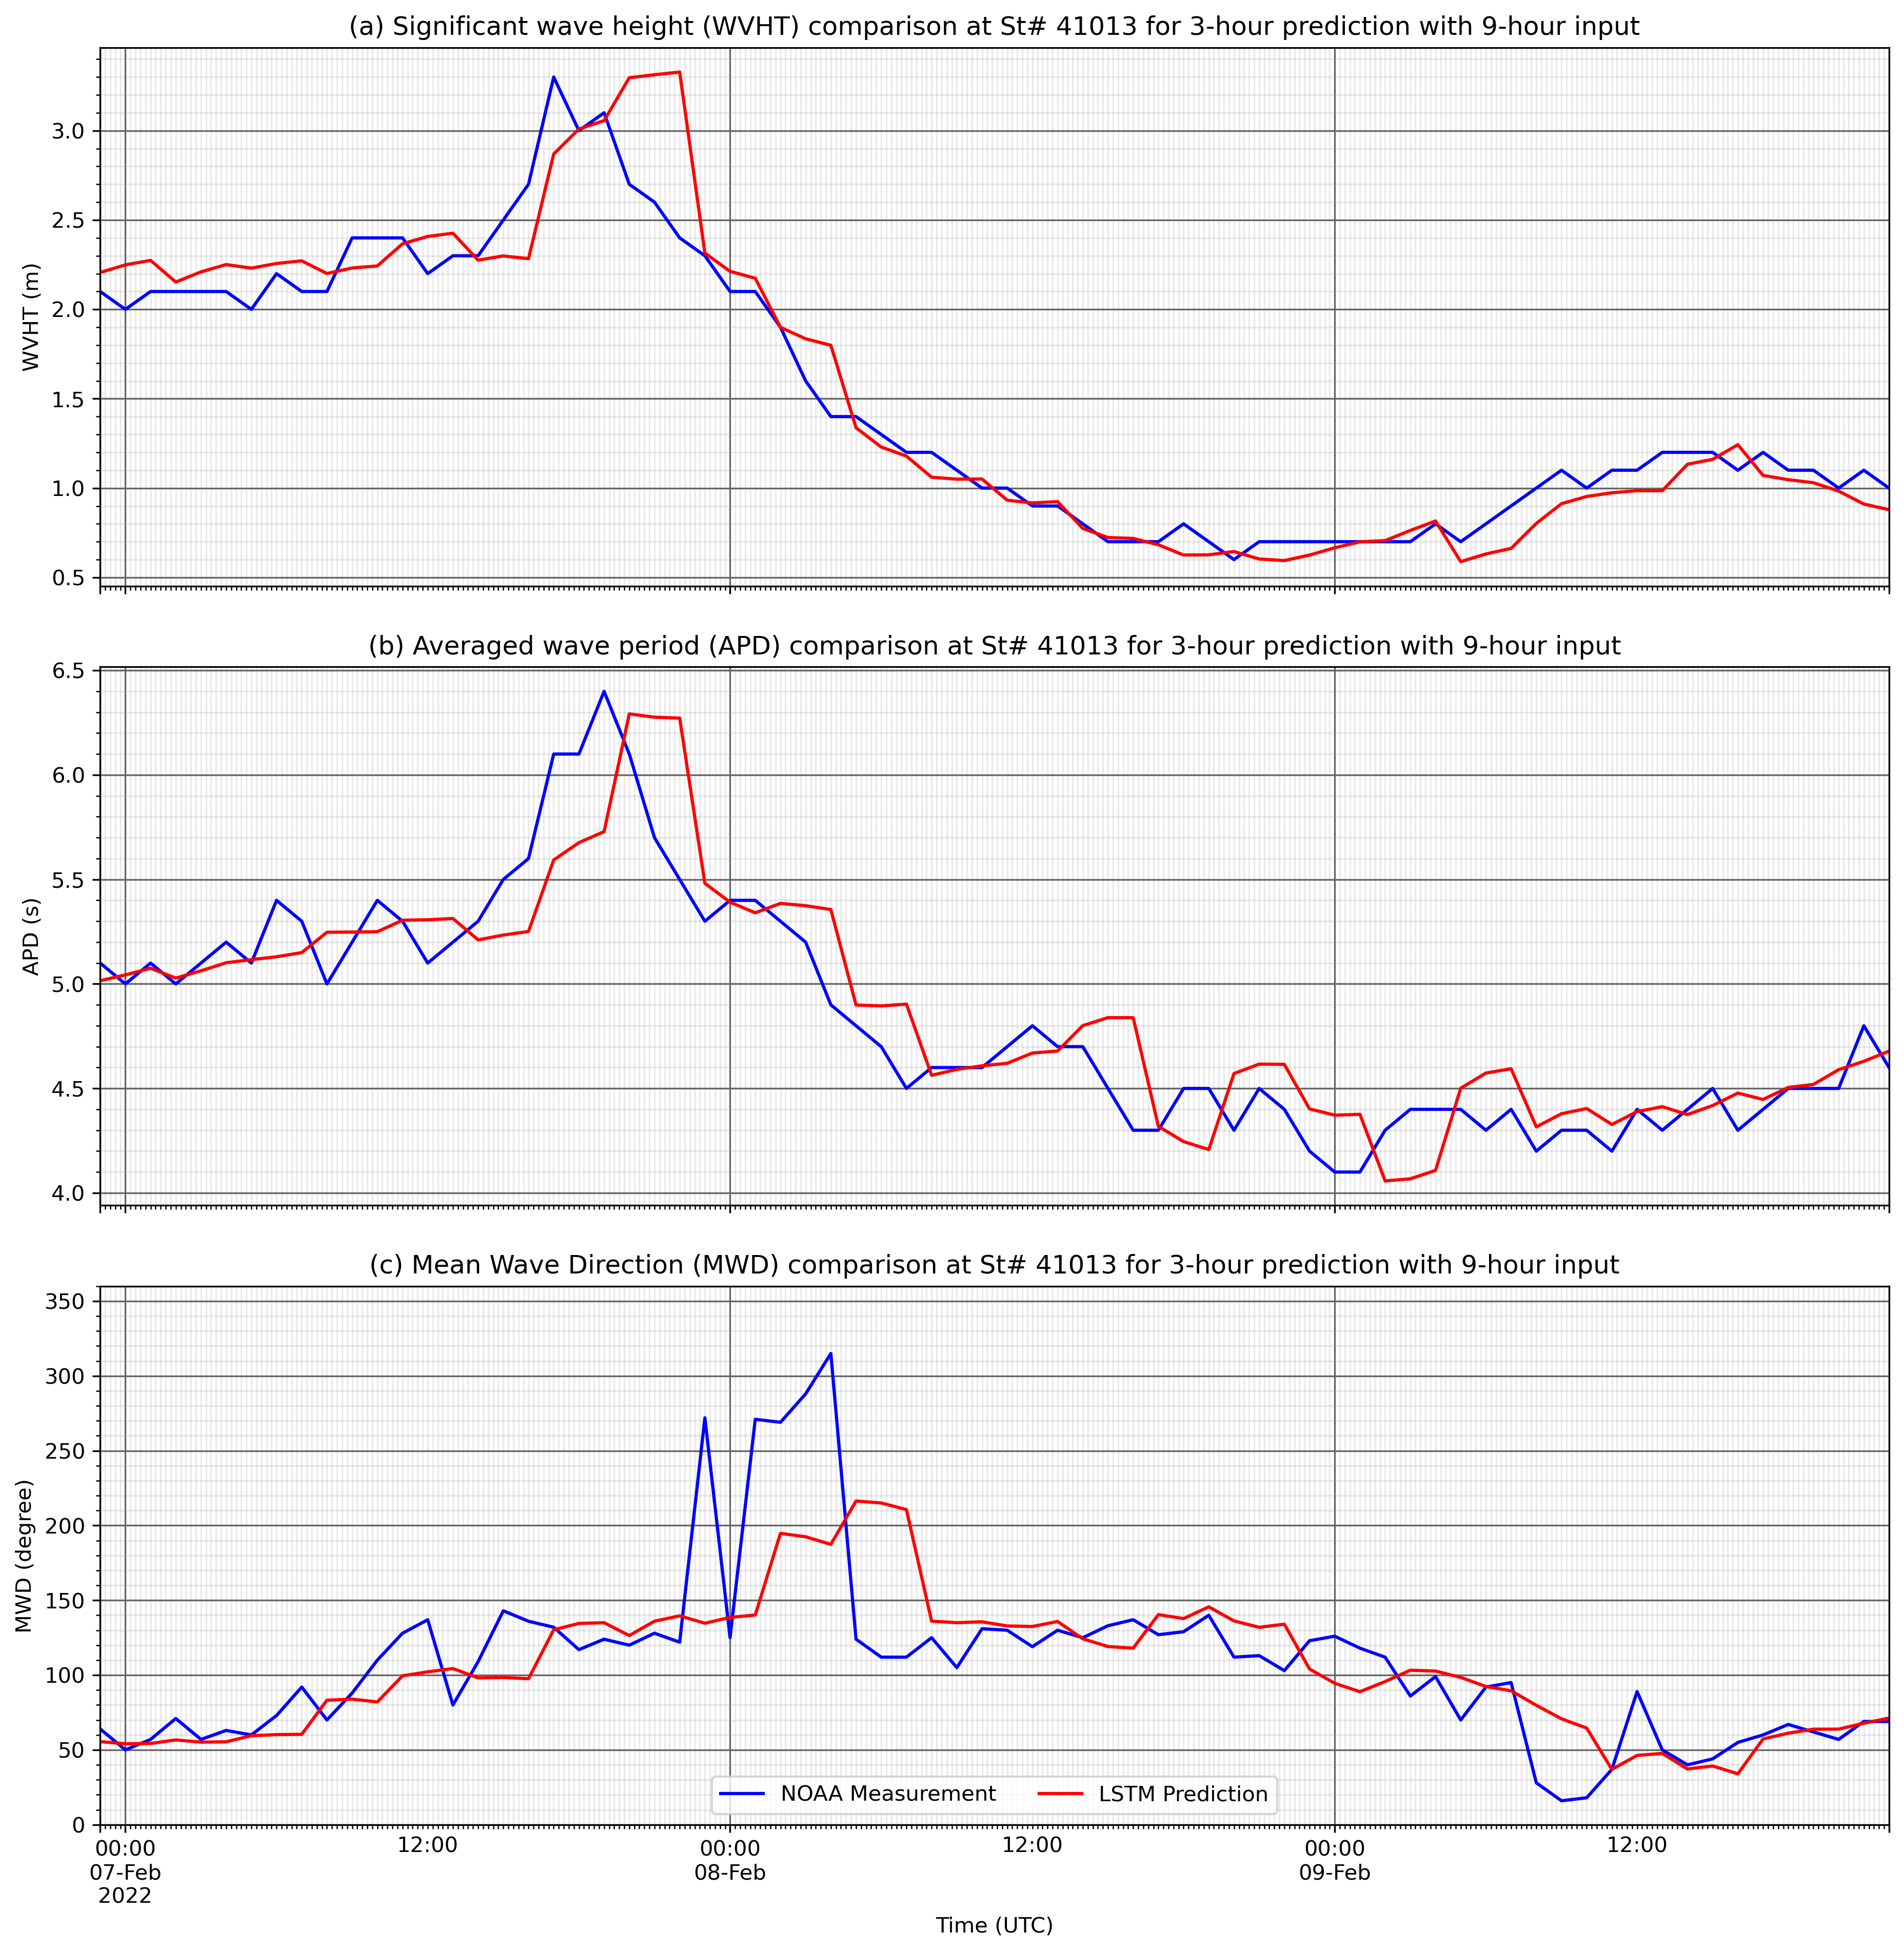 (a) Significant wave height (WVHT) comparison at St# 41013 for 3-hour prediction with 9-hour input
3.0
2.5
2.0
1.5
1.0
0.5
WVHT (m)
(b) Averaged wave period (APD) comparison at St# 41013 for 3-hour prediction with 9-hour input
6.5
6.0
5.5
5.0
4.5
4.0
APD (s)
(c) Mean Wave Direction (MWD) comparison at St# 41013 for 3-hour prediction with 9-hour input
350
300
250
200
150
100
50
0
MWD (degree)
NOAA Measurement LSTM Prediction
00:00 12:00 00:00 12:00 00:00 12:00
07-Feb 08-Feb 09-Feb
2022
Time (UTC)